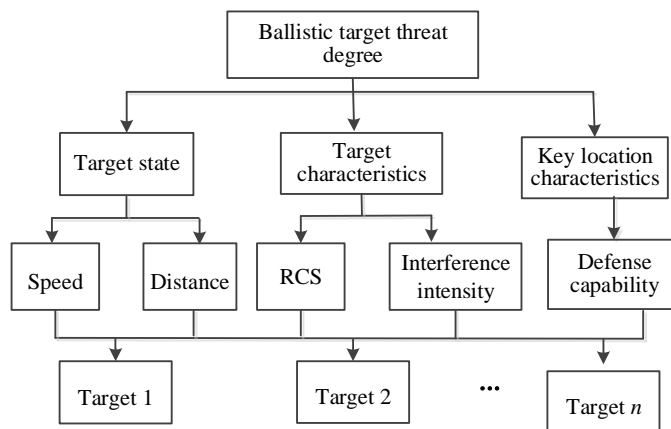 Ballistic target threat
degree
Target state
Target
characteristics
Key location
characteristics
Speed
Distance
RCS
Interference
intensity
Defense
capability
Target 1
Target 2
...
Target n